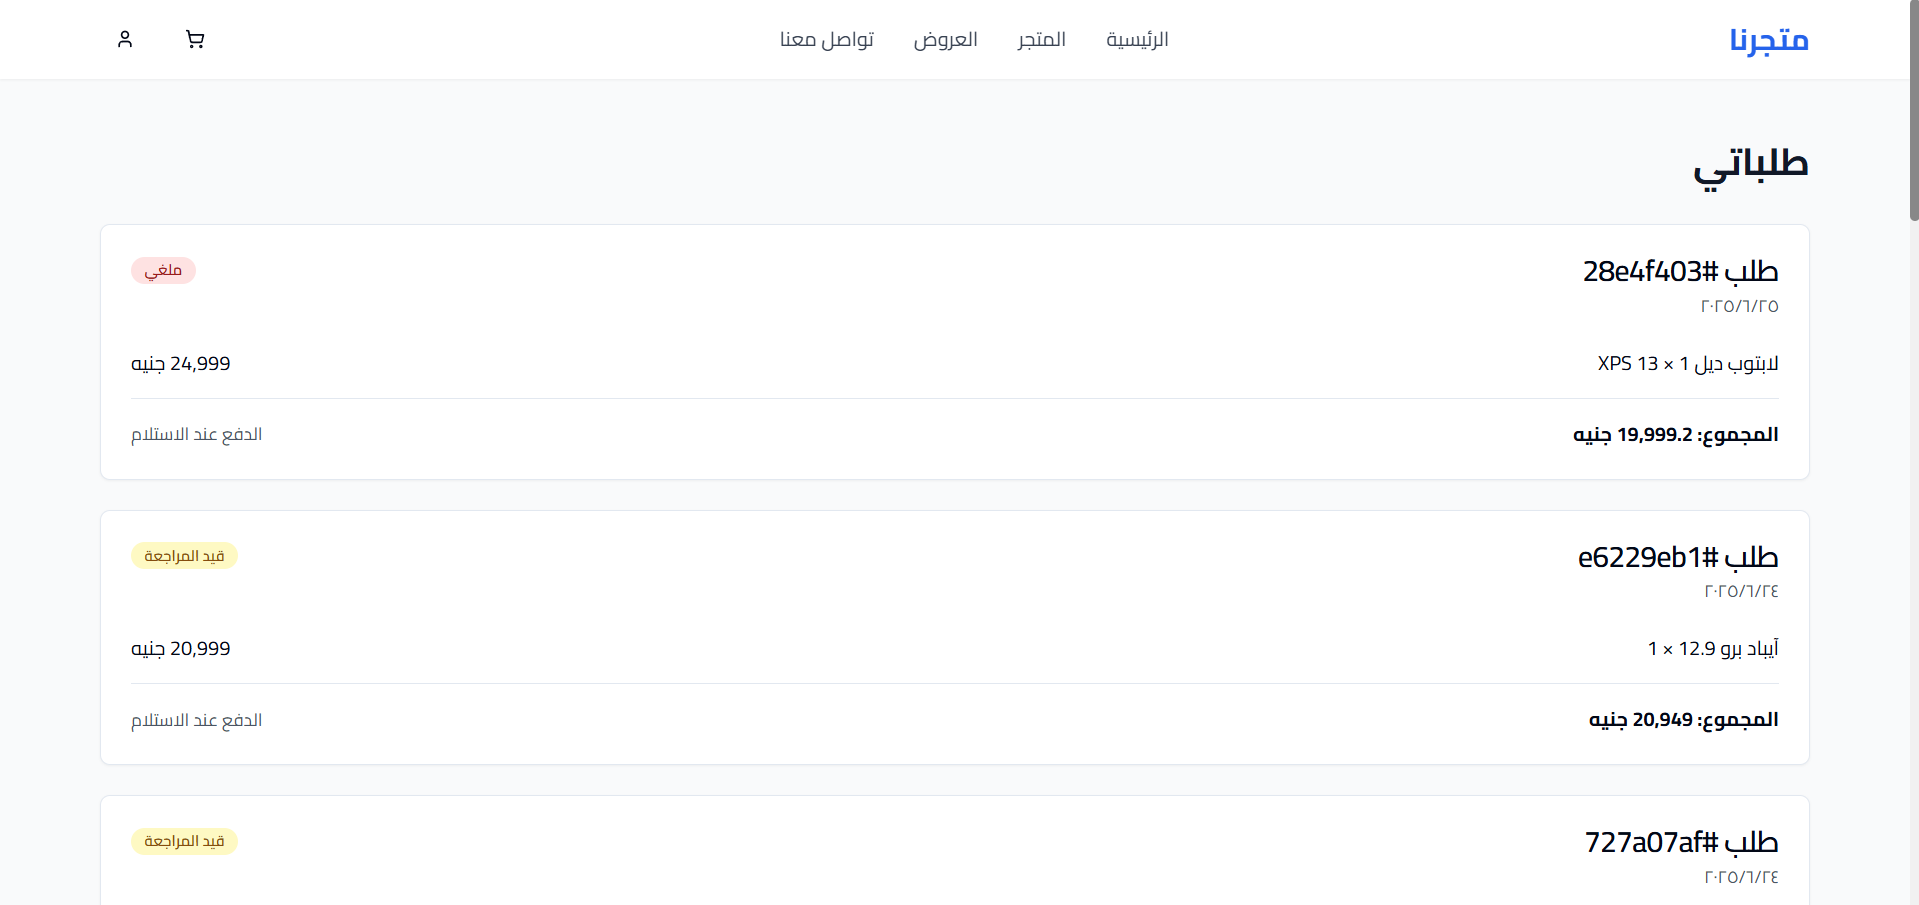 متجرنا
الرئيسية
المتجر
العروض
تواصل معنا
طلباتي
طلب #28e4f403
ملغي
٢٠٢٥/٦/٢٥
لابتوب ديل XPS 13 × 1
24,999 جنيه
المجموع: 19,999.2 جنيه
الدفع عند الاستلام
طلب #e6229eb1
قيد المراجعة
٢٠٢٥/٦/٢٤
آيباد برو 12.9 × 1
20,999 جنيه
المجموع: 20,949 جنيه
الدفع عند الاستلام
طلب #727a07af
قيد المراجعة
٢٠٢٥/٦/٢٤